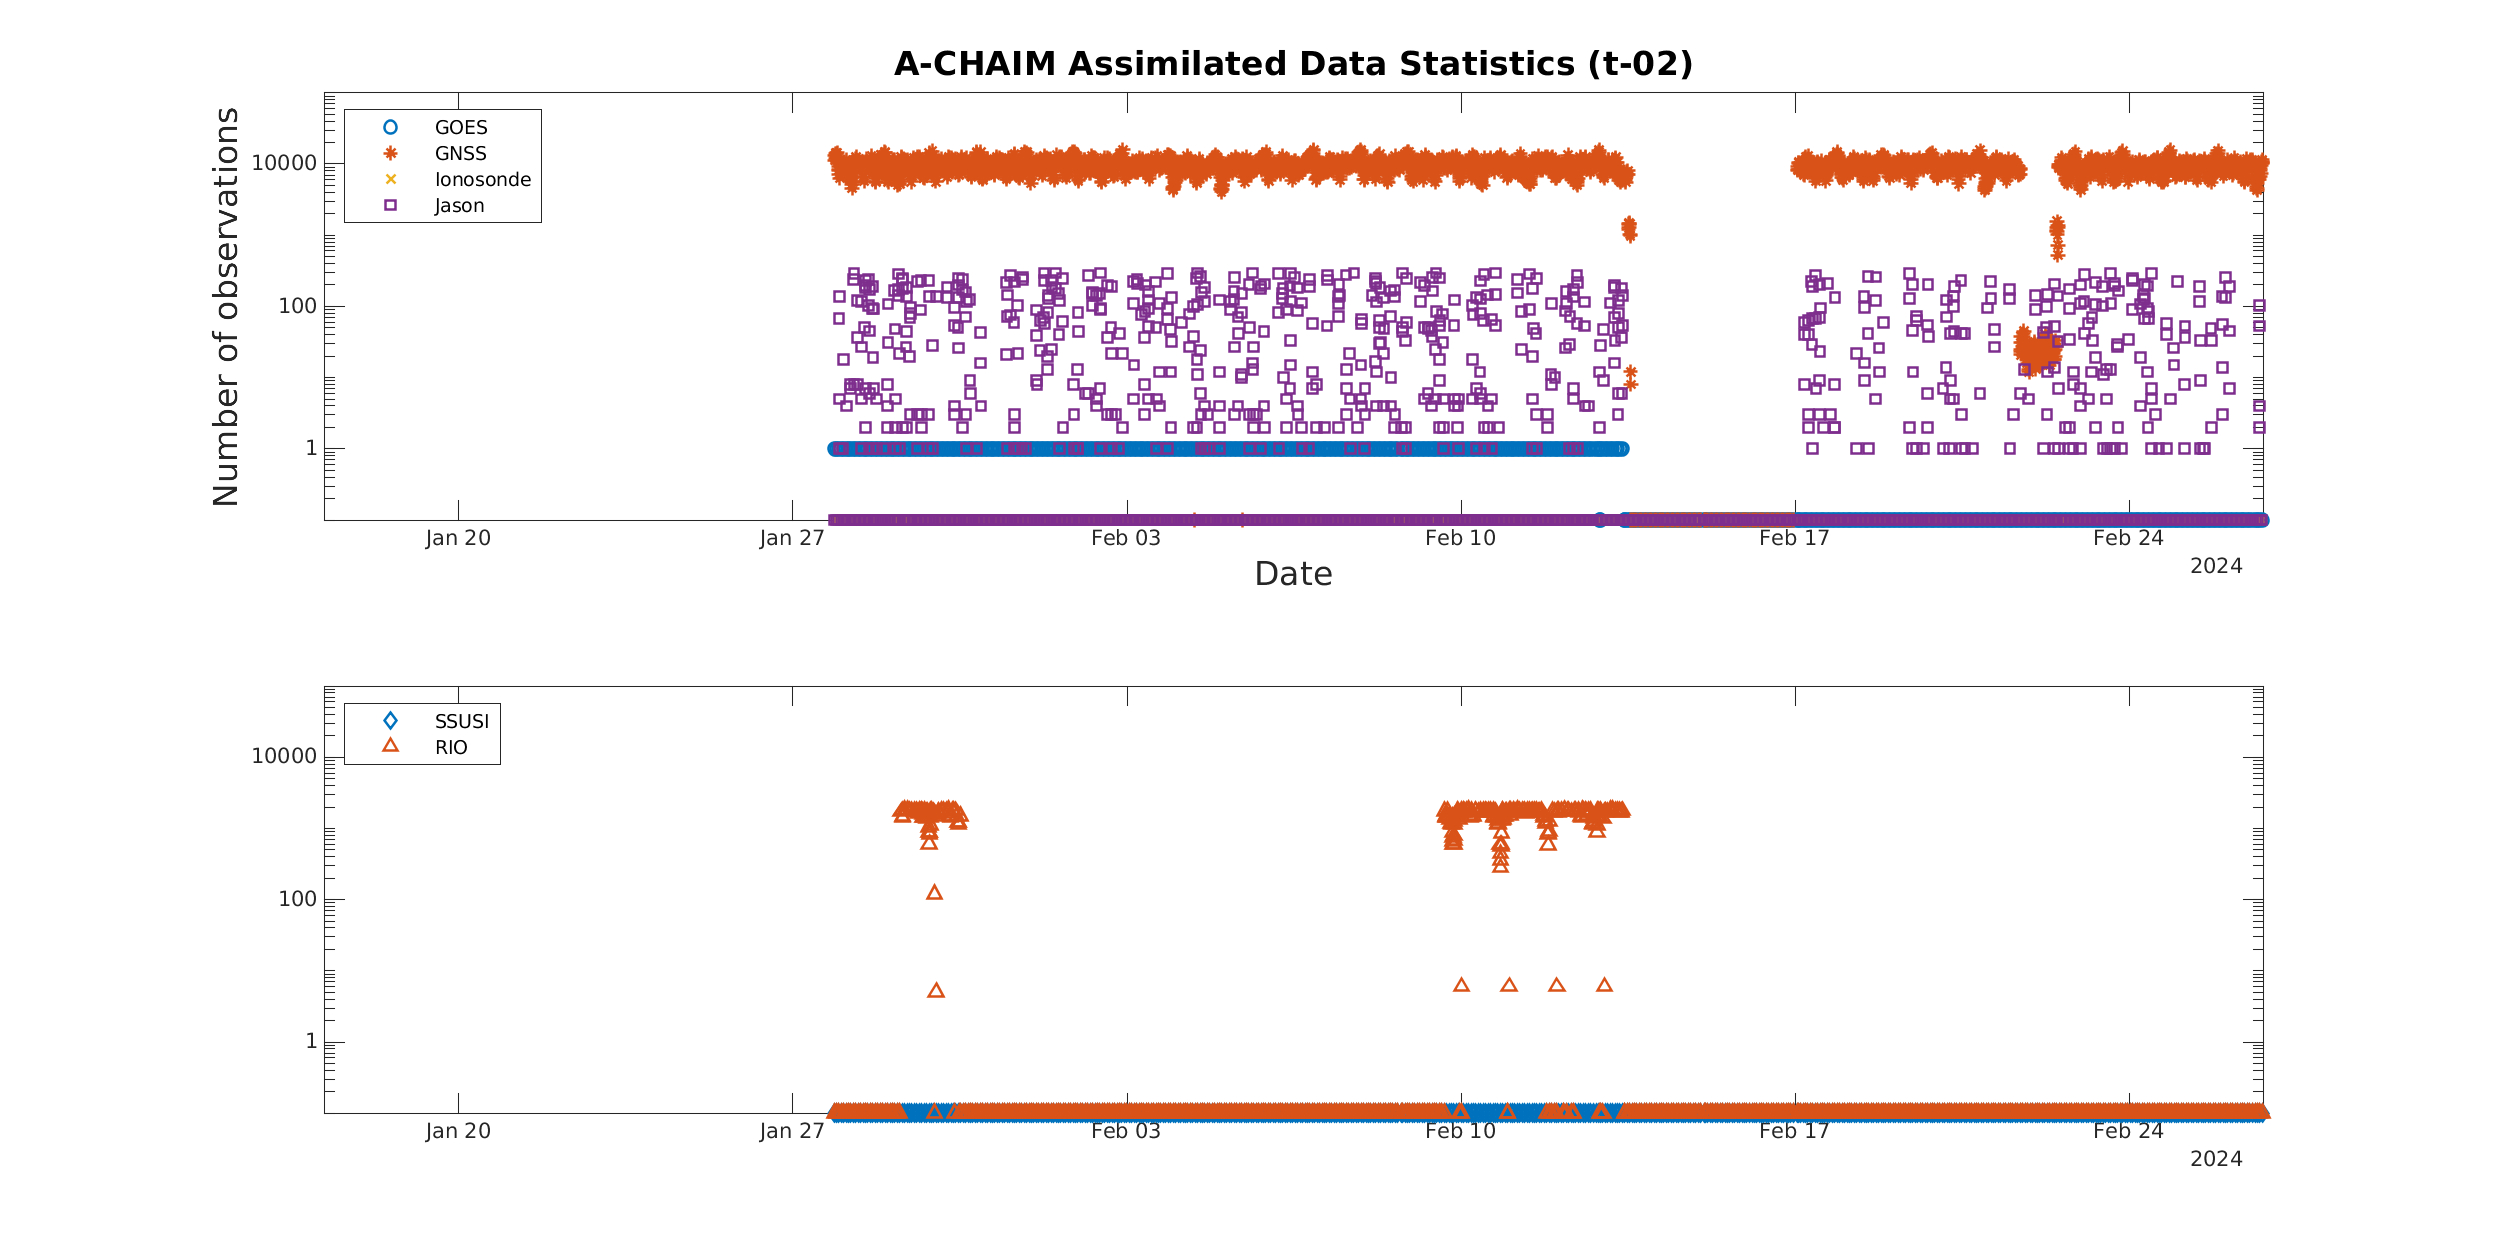 A-CHAIM Assimilated Data Statistics (t-02)
Number of observations
10000
100
1
GOES
GNSS
Ionosonde
Jason
Jan 20
Jan 27
Feb 03
Feb 10
Feb 17
Feb 24
2024
Date
10000
100
1
SSUSI
RIO
Jan 20
Jan 27
Feb 03
Feb 10
Feb 17
Feb 24
2024